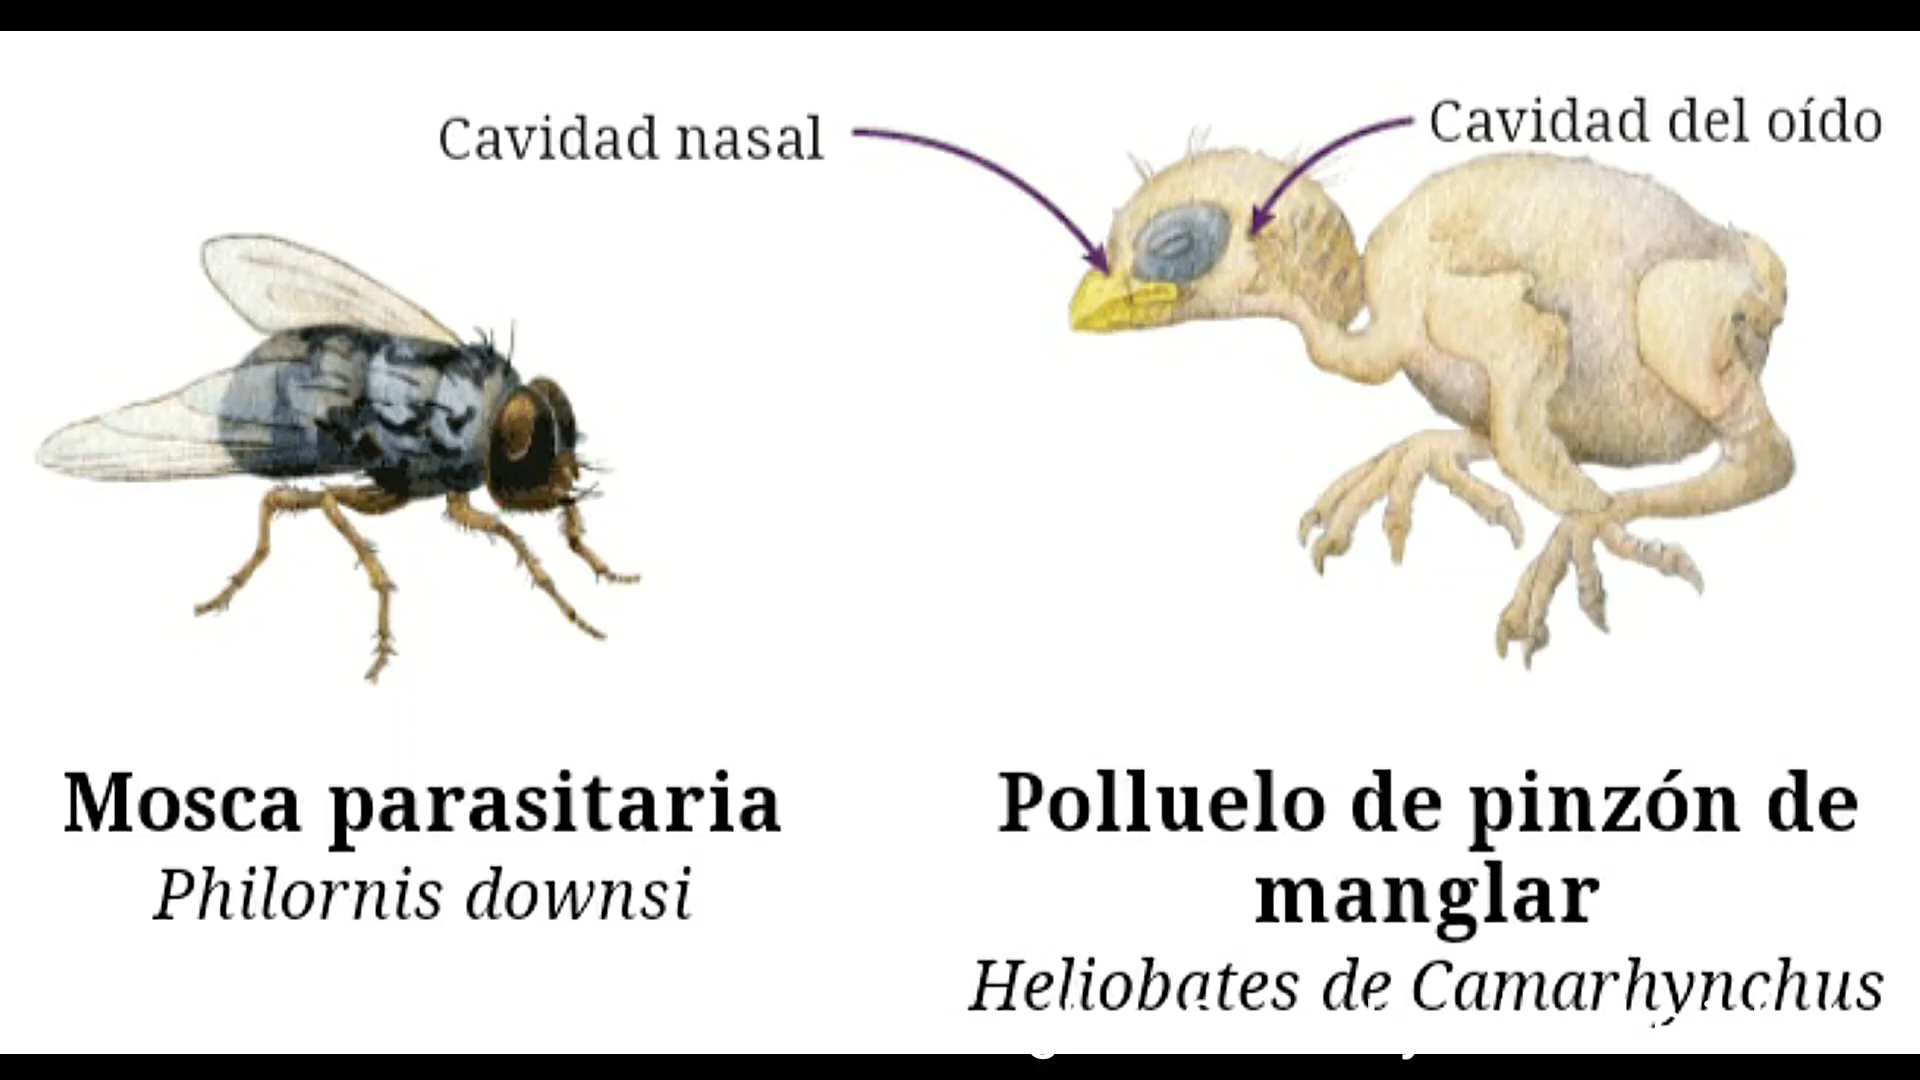 Cavidad nasal
Cavidad del oído
Mosca parasitaria
Philornis downsi
Polluelo de pinzón de
manglar
Heliobates de Camarhynchus